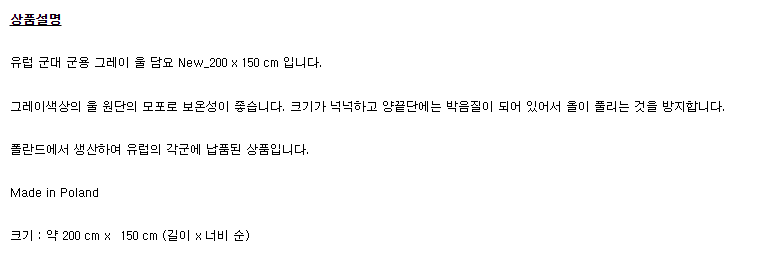 상품설명
유럽 군대 군용 그레이 울 담요 New_200 x 150 cm 입니다.
그레이색상의 울 원단의 모포로 보온성이 좋습니다. 크기가 넉넉하고 양끝단에는 박음질이 되어 있어서 올이 풀리는 것을 방지합니다.
폴란드에서 생산하여 유럽의 각군에 납품된 상품입니다.
Made in Poland
크기 : 약 200 cm x  150 cm (길이 x 너비 순)